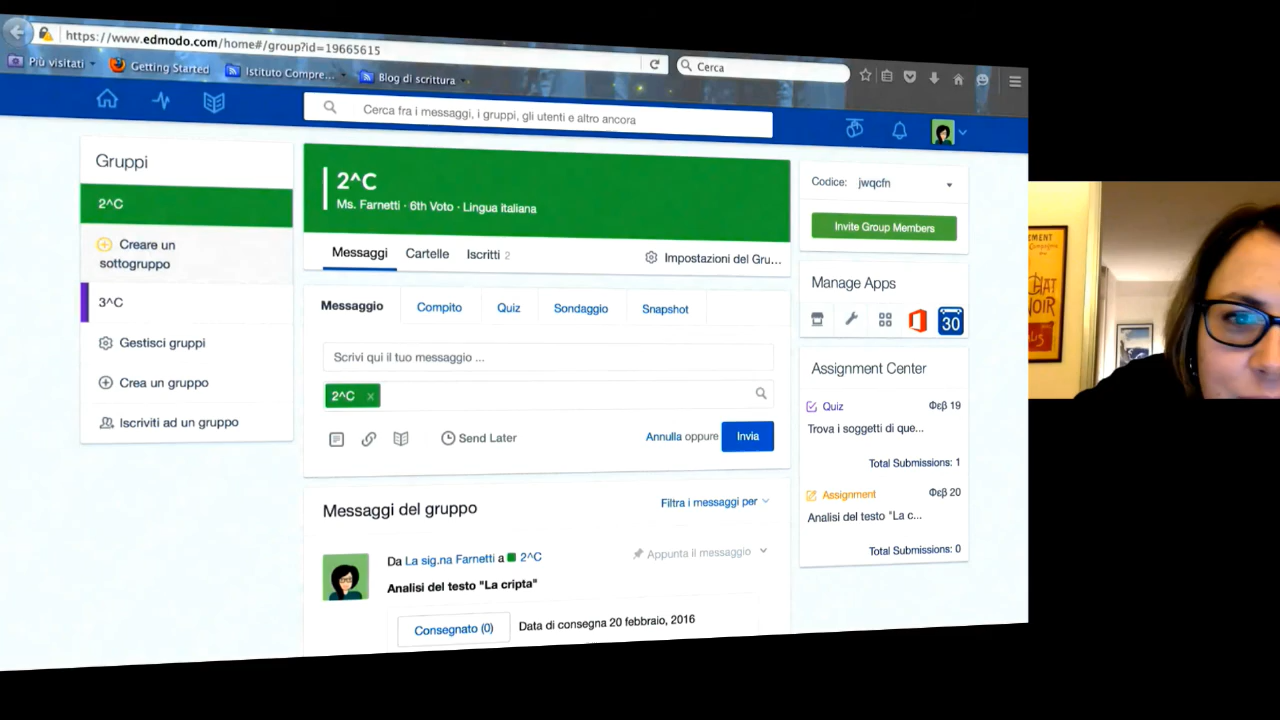 https://www.edmodo.com/home#/group?id=19665615
Cerca
Più visitati
Getting Started
Istituto Compre...
Blog di scrittura
Cerca fra i messaggi, i gruppi, gli utenti e altro ancora
Gruppi
2^C
Creare un
sottogruppo
3^C
Gestisci gruppi
Crea un gruppo
Iscriviti ad un gruppo
2^C
Ms. Farnetti · 6th Voto · Lingua italiana
Messaggi
Cartelle
Iscritti 2
Impostazioni del Gru...
Messaggio
Compito
Quiz
Sondaggio
Snapshot
Scrivi qui il tuo messaggio ...
2^C x
Send Later
Annulla oppure
Invia
Messaggi del gruppo
Filtra i messaggi per
Da La sig.na Farnetti a 2^C
Appunta il messaggio
Analisi del testo "La cripta"
Consegnato (0)
Data di consegna 20 febbraio, 2016
Codice: jwqcfn
Invite Group Members
Manage Apps
30
Assignment Center
Quiz
Φεβ 19
Trova i soggetti di que...
Total Submissions: 1
Assignment
Φεβ 20
Analisi del testo "La c...
Total Submissions: 0
CHAT
NOIR